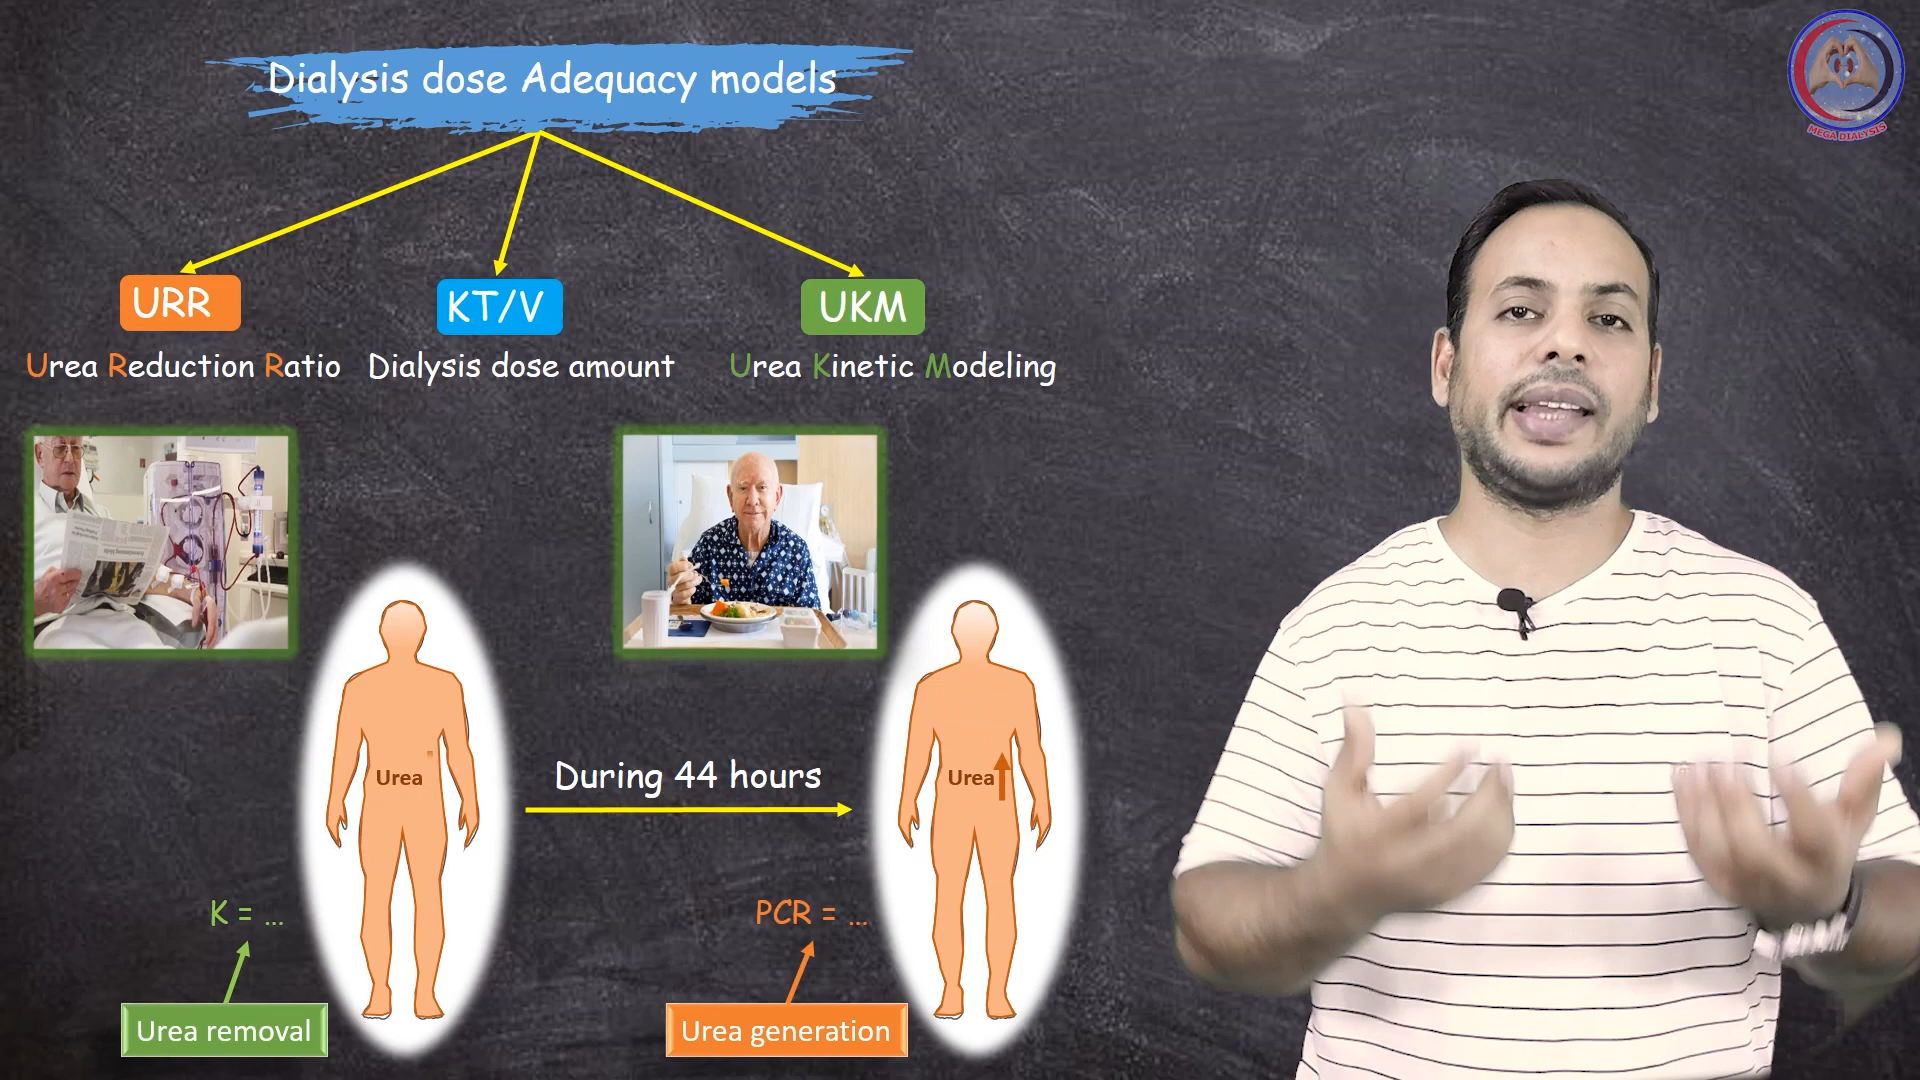 Dialysis dose Adequacy models
URR
KT/V
UKM
Urea Reduction Ratio
Dialysis dose amount
Urea Kinetic Modeling
Urea
During 44 hours
Urea
K = ...
PCR = ...
Urea removal
Urea generation
MEGA DIALYSIS